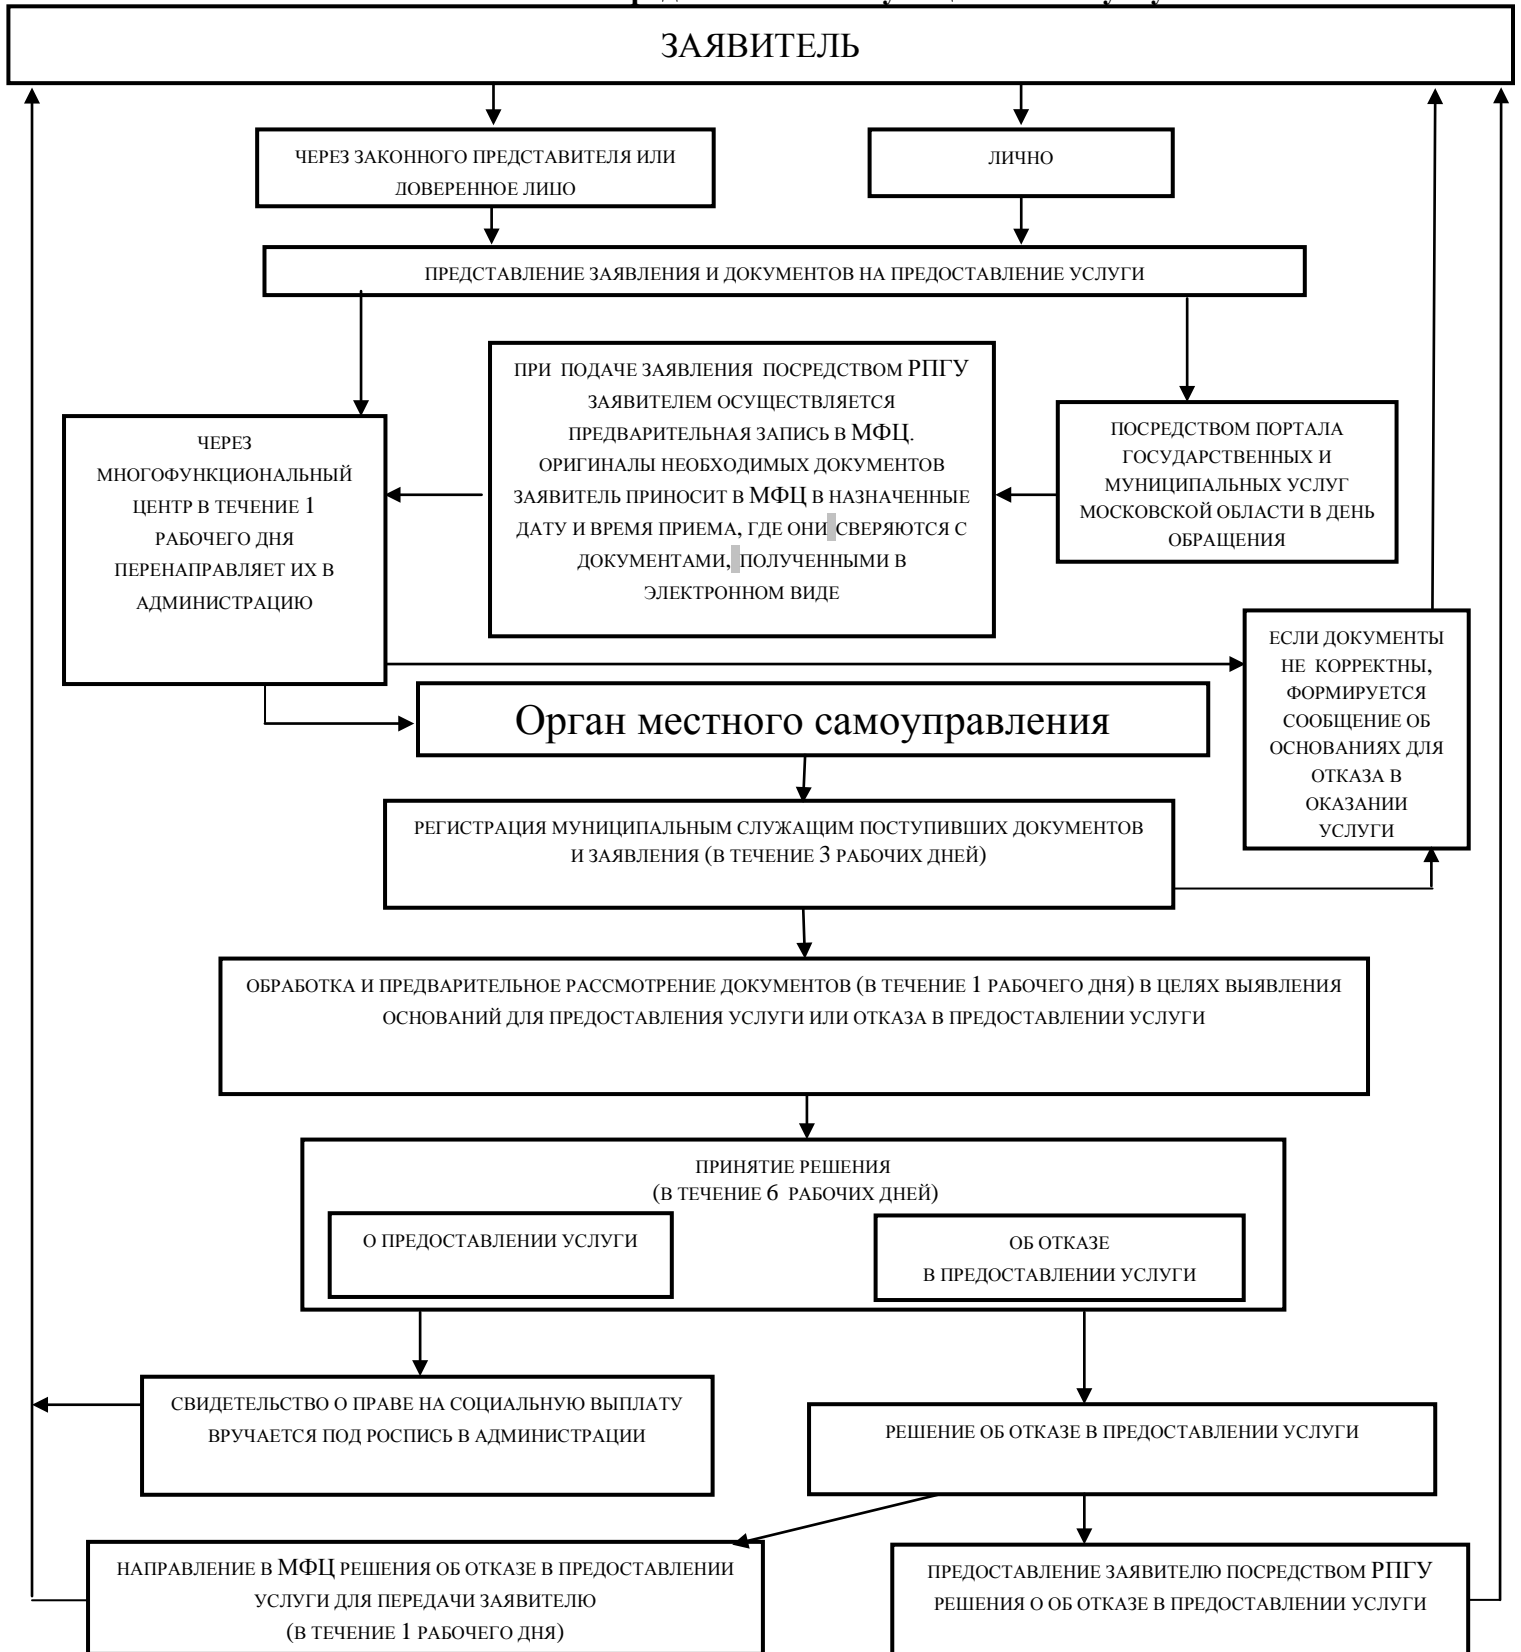 ЗАЯВИТЕЛЬ
ЧЕРЕЗ ЗАКОННОГО ПРЕДСТАВИТЕЛЯ ИЛИ
ДОВЕРЕННОЕ ЛИЦО
ЛИЧНО
ПРЕДСТАВЛЕНИЕ ЗАЯВЛЕНИЯ И ДОКУМЕНТОВ НА ПРЕДОСТАВЛЕНИЕ УСЛУГИ
ПРИ ПОДАЧЕ ЗАЯВЛЕНИЯ ПОСРЕДСТВОМ РПГУ
ЗАЯВИТЕЛЕМ ОСУЩЕСТВЛЯЕТСЯ
ПРЕДВАРИТЕЛЬНАЯ ЗАПИСЬ В МФЦ.
ОРИГИНАЛЫ НЕОБХОДИМЫХ ДОКУМЕНТОВ
ЗАЯВИТЕЛЬ ПРИНОСИТ В МФЦ В НАЗНАЧЕННЫЕ
ДАТУ И ВРЕМЯ ПРИЕМА, ГДЕ ОНИ СВЕРЯЮТСЯ С
ДОКУМЕНТАМИ, ПОЛУЧЕННЫМИ В
ЭЛЕКТРОННОМ ВИДЕ
ЧЕРЕЗ
МНОГОФУНКЦИОНАЛЬНЫЙ
ЦЕНТР В ТЕЧЕНИЕ 1
РАБОЧЕГО ДНЯ
ПЕРЕНАПРАВЛЯЕТ ИХ В
АДМИНИСТРАЦИЮ
ПОСРЕДСТВОМ ПОРТАЛА
ГОСУДАРСТВЕННЫХ И
МУНИЦИПАЛЬНЫХ УСЛУГ
МОСКОВСКОЙ ОБЛАСТИ В ДЕНЬ
ОБРАЩЕНИЯ
ЕСЛИ ДОКУМЕНТЫ
НЕ КОРРЕКТНЫ,
ФОРМИРУЕТСЯ
СООБЩЕНИЕ ОБ
ОСНОВАНИЯХ ДЛЯ
ОТКАЗА В
ОКАЗАНИИ
УСЛУГИ
Орган местного самоуправления
РЕГИСТРАЦИЯ МУНИЦИПАЛЬНЫМ СЛУЖАЩИМ ПОСТУПИВШИХ ДОКУМЕНТОВ
И ЗАЯВЛЕНИЯ (В ТЕЧЕНИЕ 3 РАБОЧИХ ДНЕЙ)
ОБРАБОТКА И ПРЕДВАРИТЕЛЬНОЕ РАССМОТРЕНИЕ ДОКУМЕНТОВ (В ТЕЧЕНИЕ 1 РАБОЧЕГО ДНЯ) В ЦЕЛЯХ ВЫЯВЛЕНИЯ
ОСНОВАНИЙ ДЛЯ ПРЕДОСТАВЛЕНИЯ УСЛУГИ ИЛИ ОТКАЗА В ПРЕДОСТАВЛЕНИИ УСЛУГИ
ПРИНЯТИЕ РЕШЕНИЯ
(В ТЕЧЕНИЕ 6 РАБОЧИХ ДНЕЙ)
О ПРЕДОСТАВЛЕНИИ УСЛУГИ
ОБ ОТКАЗЕ
В ПРЕДОСТАВЛЕНИИ УСЛУГИ
СВИДЕТЕЛЬСТВО О ПРАВЕ НА СОЦИАЛЬНУЮ ВЫПЛАТУ
ВРУЧАЕТСЯ ПОД РОСПИСЬ В АДМИНИСТРАЦИИ
РЕШЕНИЕ ОБ ОТКАЗЕ В ПРЕДОСТАВЛЕНИИ УСЛУГИ
НАПРАВЛЕНИЕ В МФЦ РЕШЕНИЯ ОБ ОТКАЗЕ В ПРЕДОСТАВЛЕНИИ
УСЛУГИ ДЛЯ ПЕРЕДАЧИ ЗАЯВИТЕЛЮ
(В ТЕЧЕНИЕ 1 РАБОЧЕГО ДНЯ)
ПРЕДОСТАВЛЕНИЕ ЗАЯВИТЕЛЮ ПОСРЕДСТВОМ РПГУ
РЕШЕНИЯ О ОБ ОТКАЗЕ В ПРЕДОСТАВЛЕНИИ УСЛУГИ